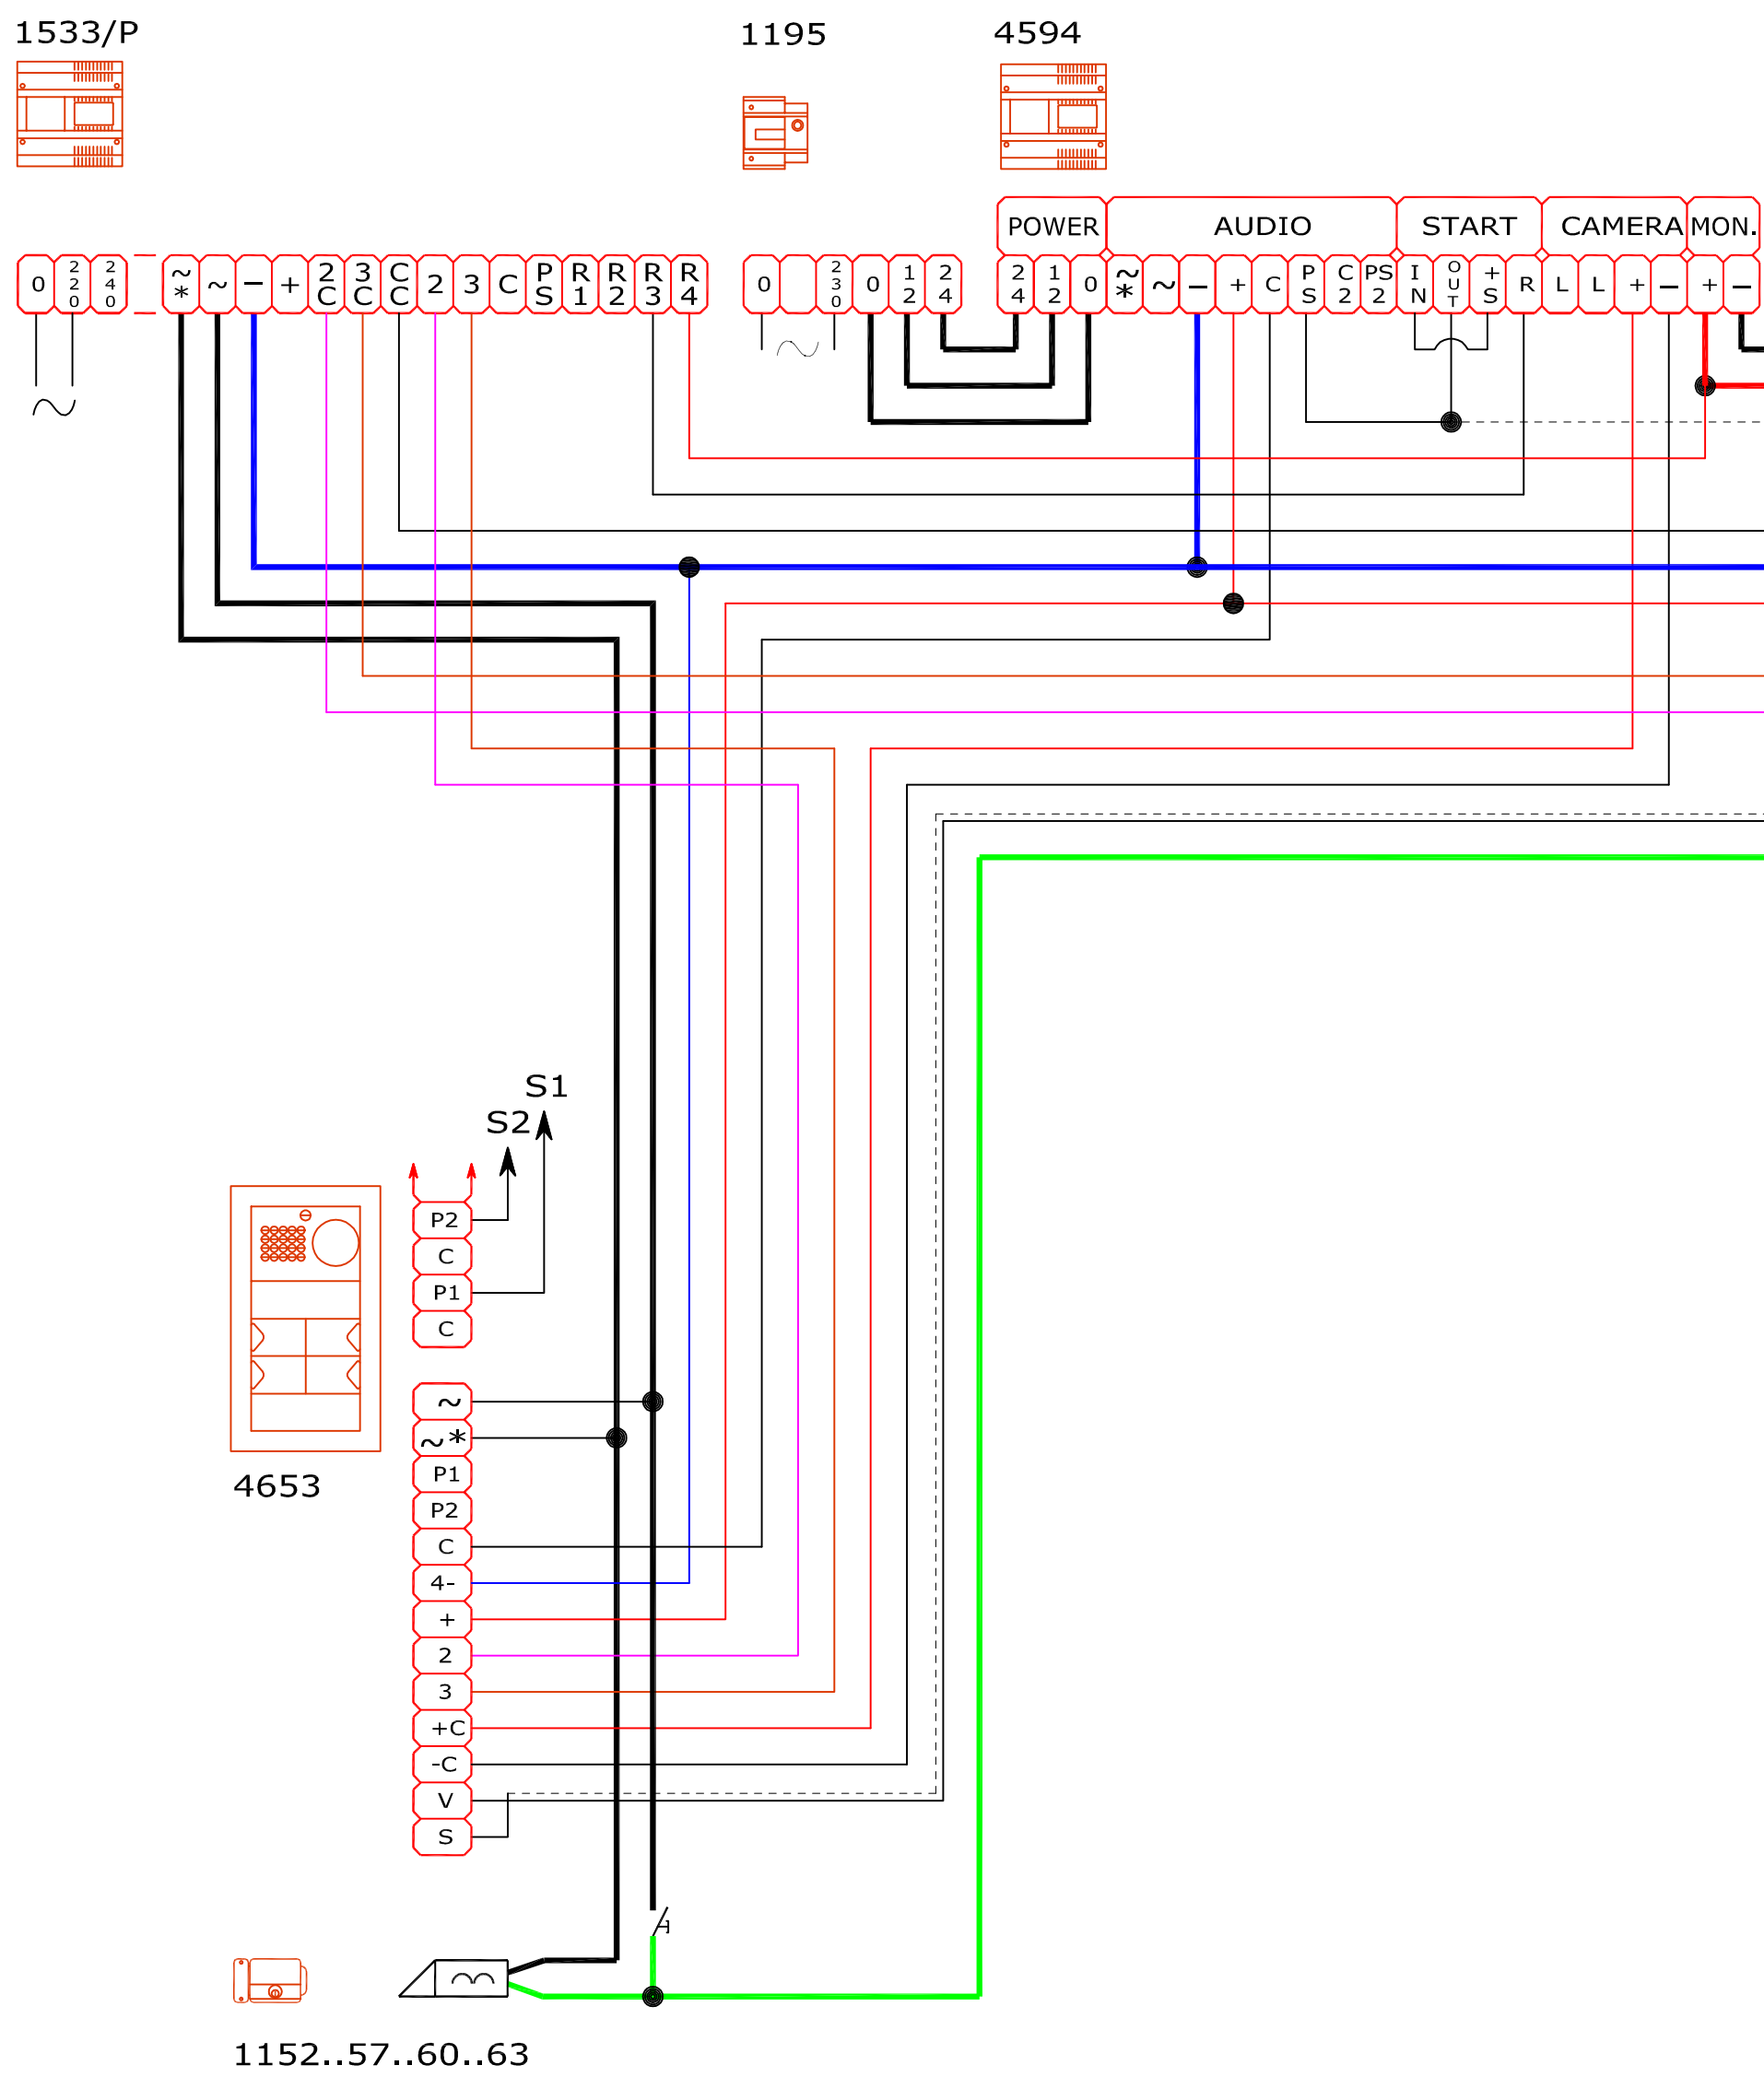 1533/P 1195 4594
POWER AUDIO START CAMERA MON.
0 220 240 ~* ~ − + 2C 3C CC 2 3 C PS R1 R2 R3 R4 0 230 0 12 24 24 12 0 ~* ~ − + C PS C2 PS2 IN OUT +S R L L + − + −
S1
S2
P2
C
P1
C
~
~*
P1
P2
C
4-
+
2
3
+C
-C
V
S
4653
1152..57..60..63